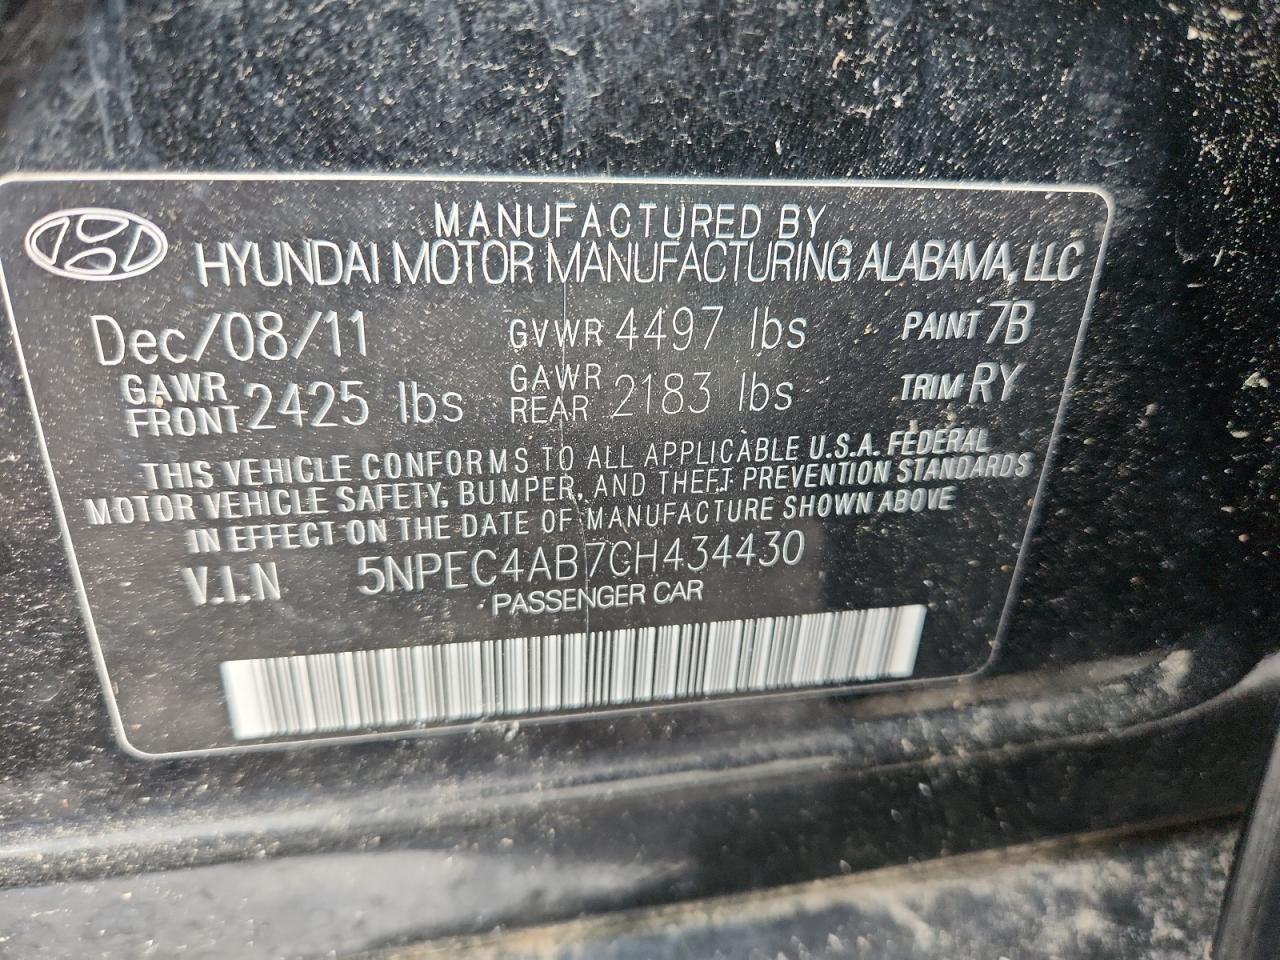 MANUFACTURED BY
HYUNDAI MOTOR MANUFACTURING ALABAMA, LLC
Dec/08/11 GVWR 4497 lbs PAINT 7B
GAWR FRONT 2425 lbs GAWR REAR 2183 lbs TRIM RY
THIS VEHICLE CONFORMS TO ALL APPLICABLE U.S.A. FEDERAL
MOTOR VEHICLE SAFETY, BUMPER, AND THEFT PREVENTION STANDARDS
IN EFFECT ON THE DATE OF MANUFACTURE SHOWN ABOVE
V.I.N 5NPEC4AB7CH434430
PASSENGER CAR